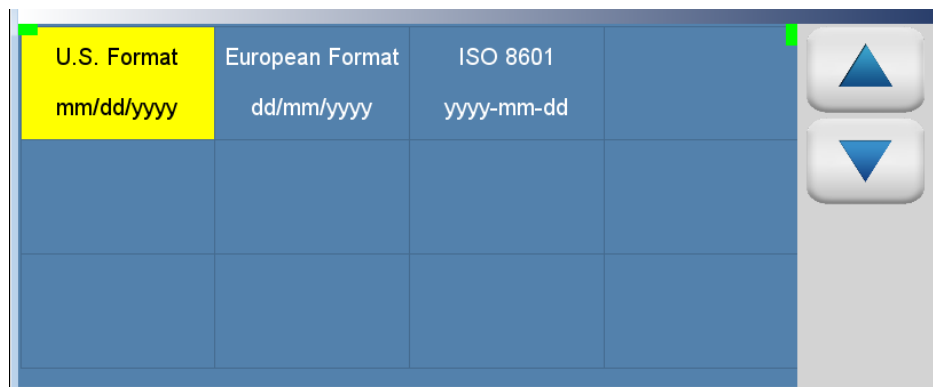 U.S. Format
mm/dd/yyyy
European Format
dd/mm/yyyy
ISO 8601
yyyy-mm-dd